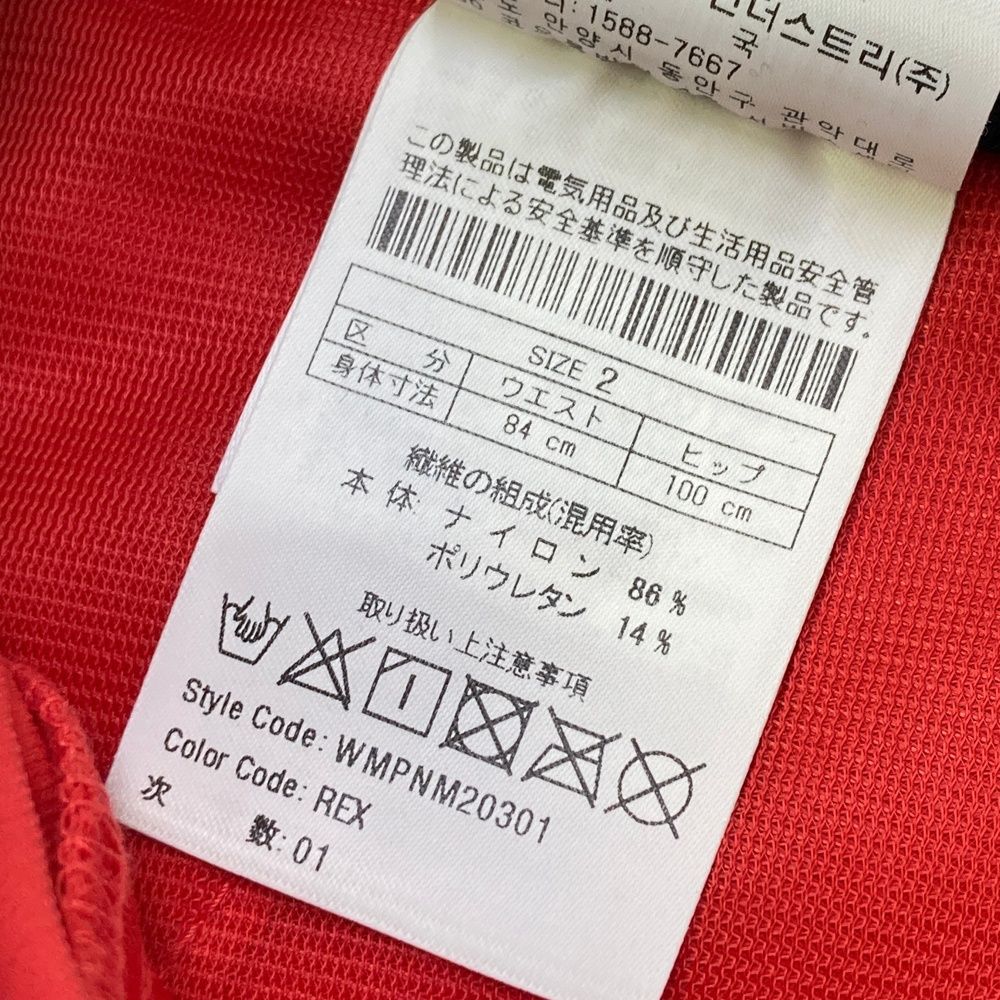 인더스트리(주)
국
1588-7667
안양시 동안구 관악대로
この製品は電気用品及び生活用品安全管
理法による安全基準を順守した製品です。
SIZE 2
区 分 ウエスト ヒップ
身体寸法 84 cm 100 cm
繊維の組成(混用率)
本体 ナイロン 86 %
ポリウレタン 14 %
取り扱い上注意事項
Style Code: WMPNM20301
Color Code: REX
次 数: 01